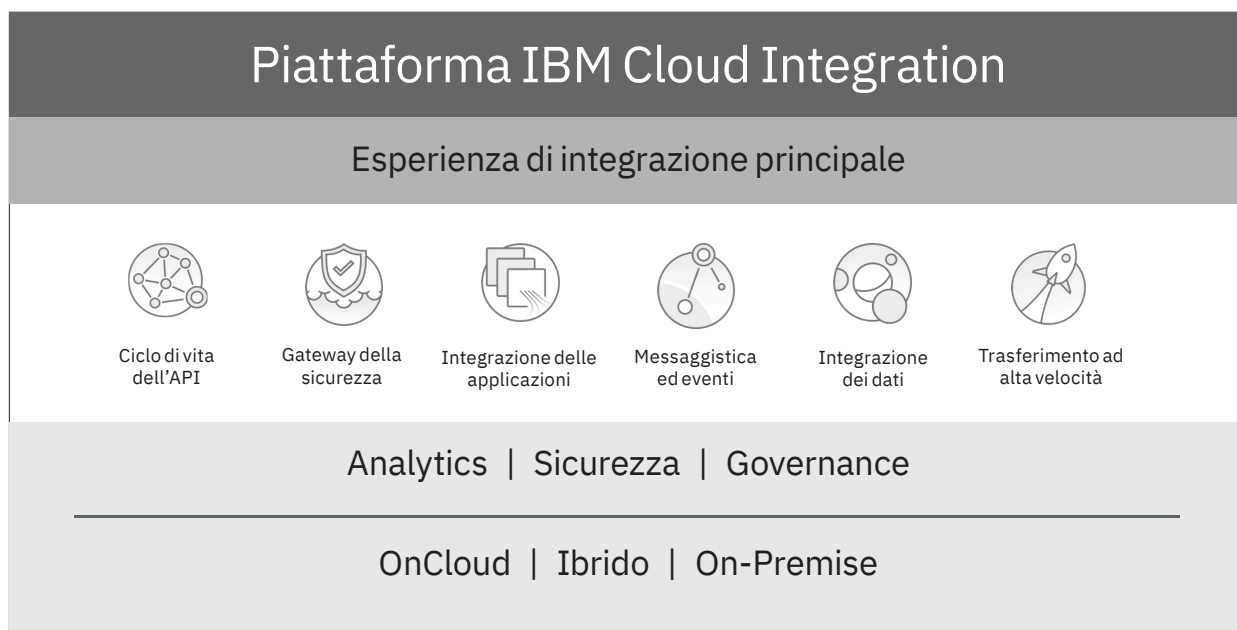 Piattaforma IBM Cloud Integration
Esperienza di integrazione principale
Ciclo di vita
dell’API
Gateway della
sicurezza
Integrazione delle
applicazioni
Messaggistica
ed eventi
Integrazione
dei dati
Trasferimento ad
alta velocità
Analytics | Sicurezza | Governance
OnCloud | Ibrido | On-Premise